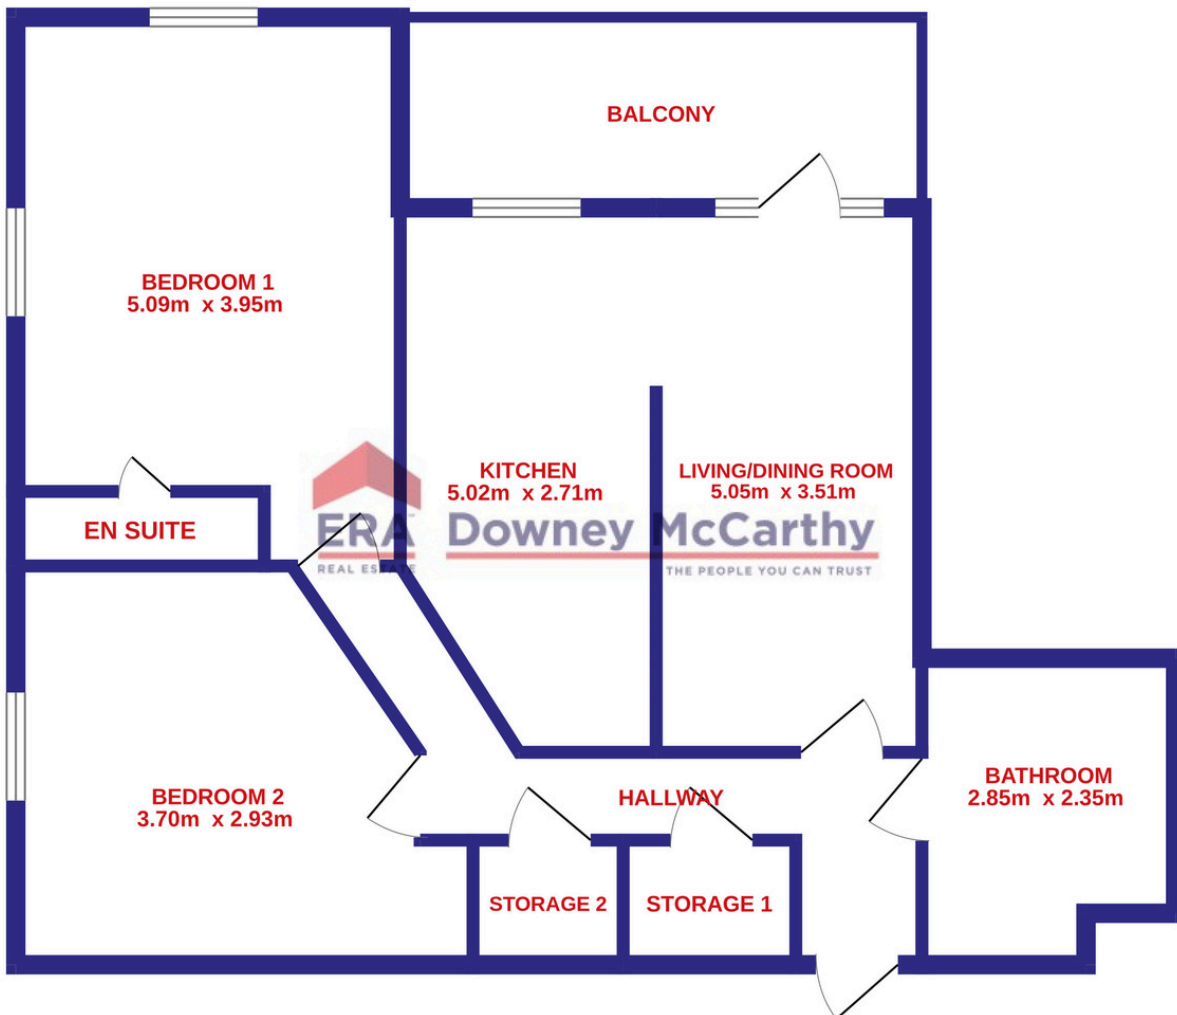 BALCONY
BEDROOM 1
5.09m x 3.95m
KITCHEN
5.02m x 2.71m
LIVING/DINING ROOM
5.05m x 3.51m
EN SUITE
ERA Downey McCarthy
REAL ESTATE
THE PEOPLE YOU CAN TRUST
BEDROOM 2
3.70m x 2.93m
HALLWAY
BATHROOM
2.85m x 2.35m
STORAGE 2
STORAGE 1